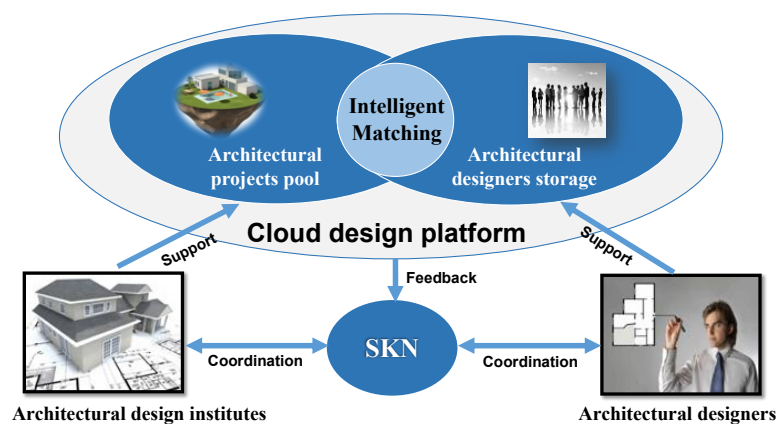 Intelligent
Matching
Architectural
projects pool
Architectural
designers storage
Cloud design platform
Support
Support
Feedback
SKN
Coordination
Coordination
Architectural design institutes
Architectural designers